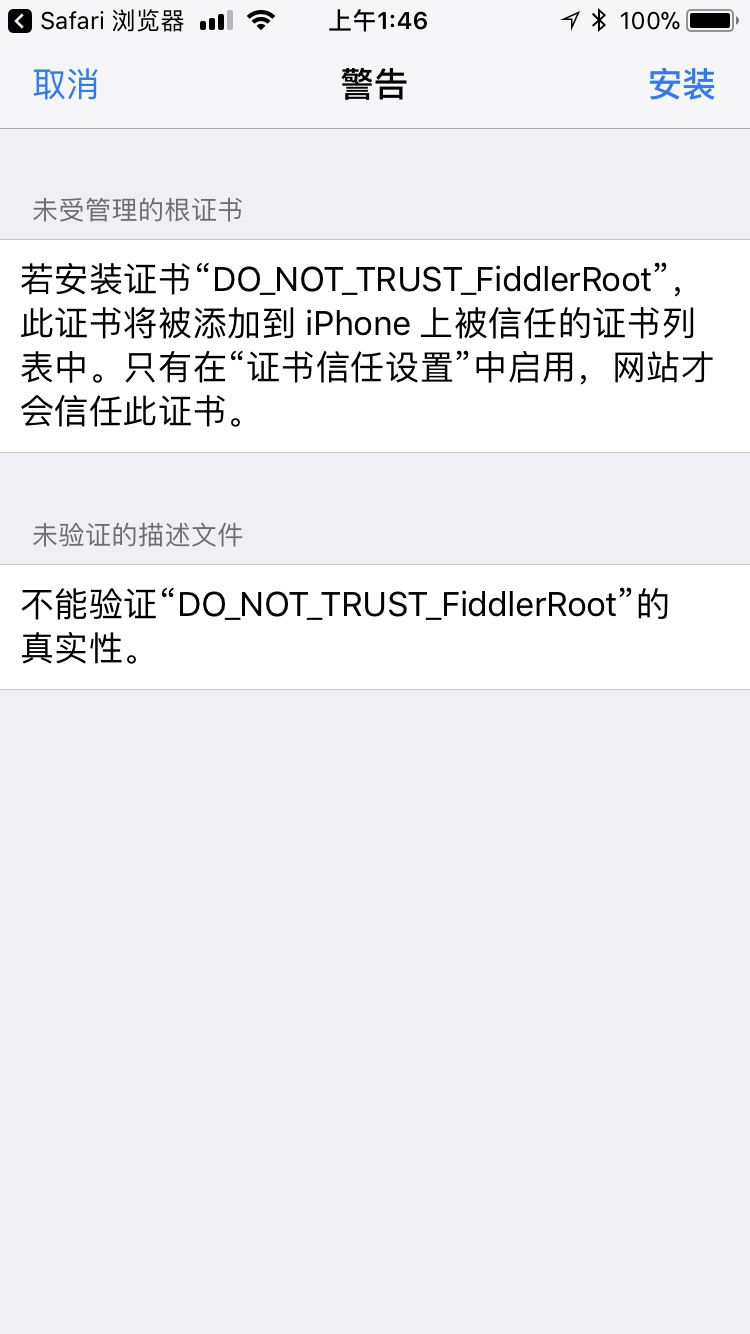 Safari 浏览器 上午1:46 100%
取消 警告 安装
未受管理的根证书
若安装证书“DO_NOT_TRUST_FiddlerRoot”,
此证书将被添加到 iPhone 上被信任的证书列
表中。只有在“证书信任设置”中启用，网站才
会信任此证书。
未验证的描述文件
不能验证“DO_NOT_TRUST_FiddlerRoot”的
真实性。